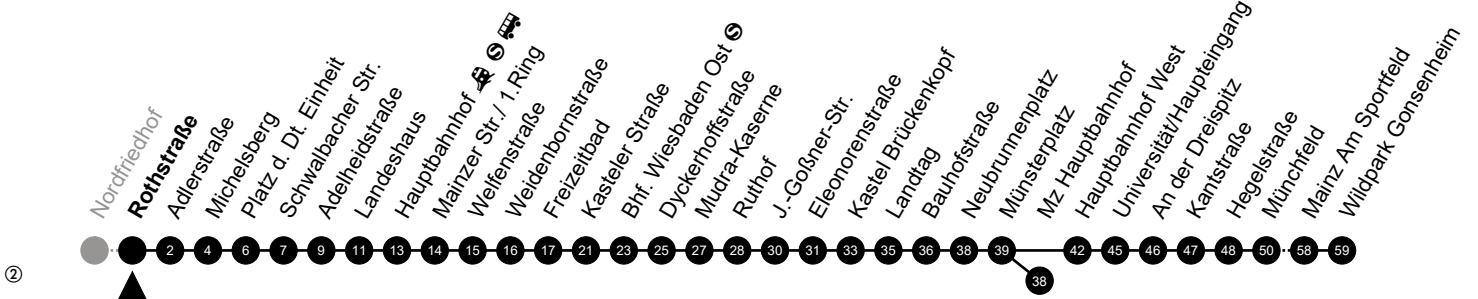 Nordfriedhof
Rothstraße
Adlerstraße
Michelsberg
Platz d. Dt. Einheit
Schwalbacher Str.
Adelheidstraße
Landeshaus
Hauptbahnhof
Mainzer Str./ 1.Ring
Welfenstraße
Weidenbornstraße
Freizeitbad
Kasteler Straße
Bhf. Wiesbaden Ost S
Dyckerhoffstraße
Mudra-Kaserne
Ruthof
J.-Goßner-Str.
Eleonorenstraße
Kastel Brückenkopf
Landtag
Bauhofstraße
Neubrunnenplatz
Münsterplatz
Mz Hauptbahnhof
Hauptbahnhof West
Universität/Haupteingang
An der Dreispitz
Kantstraße
Hegelstraße
Münchfeld
Mainz Am Sportfeld
Wildpark Gonsenheim
2 4 6 7 9 11 13 14 15 16 17 21 23 25 27 28 30 31 33 35 36 38 39 42 45 46 47 48 50 58 59
38
②